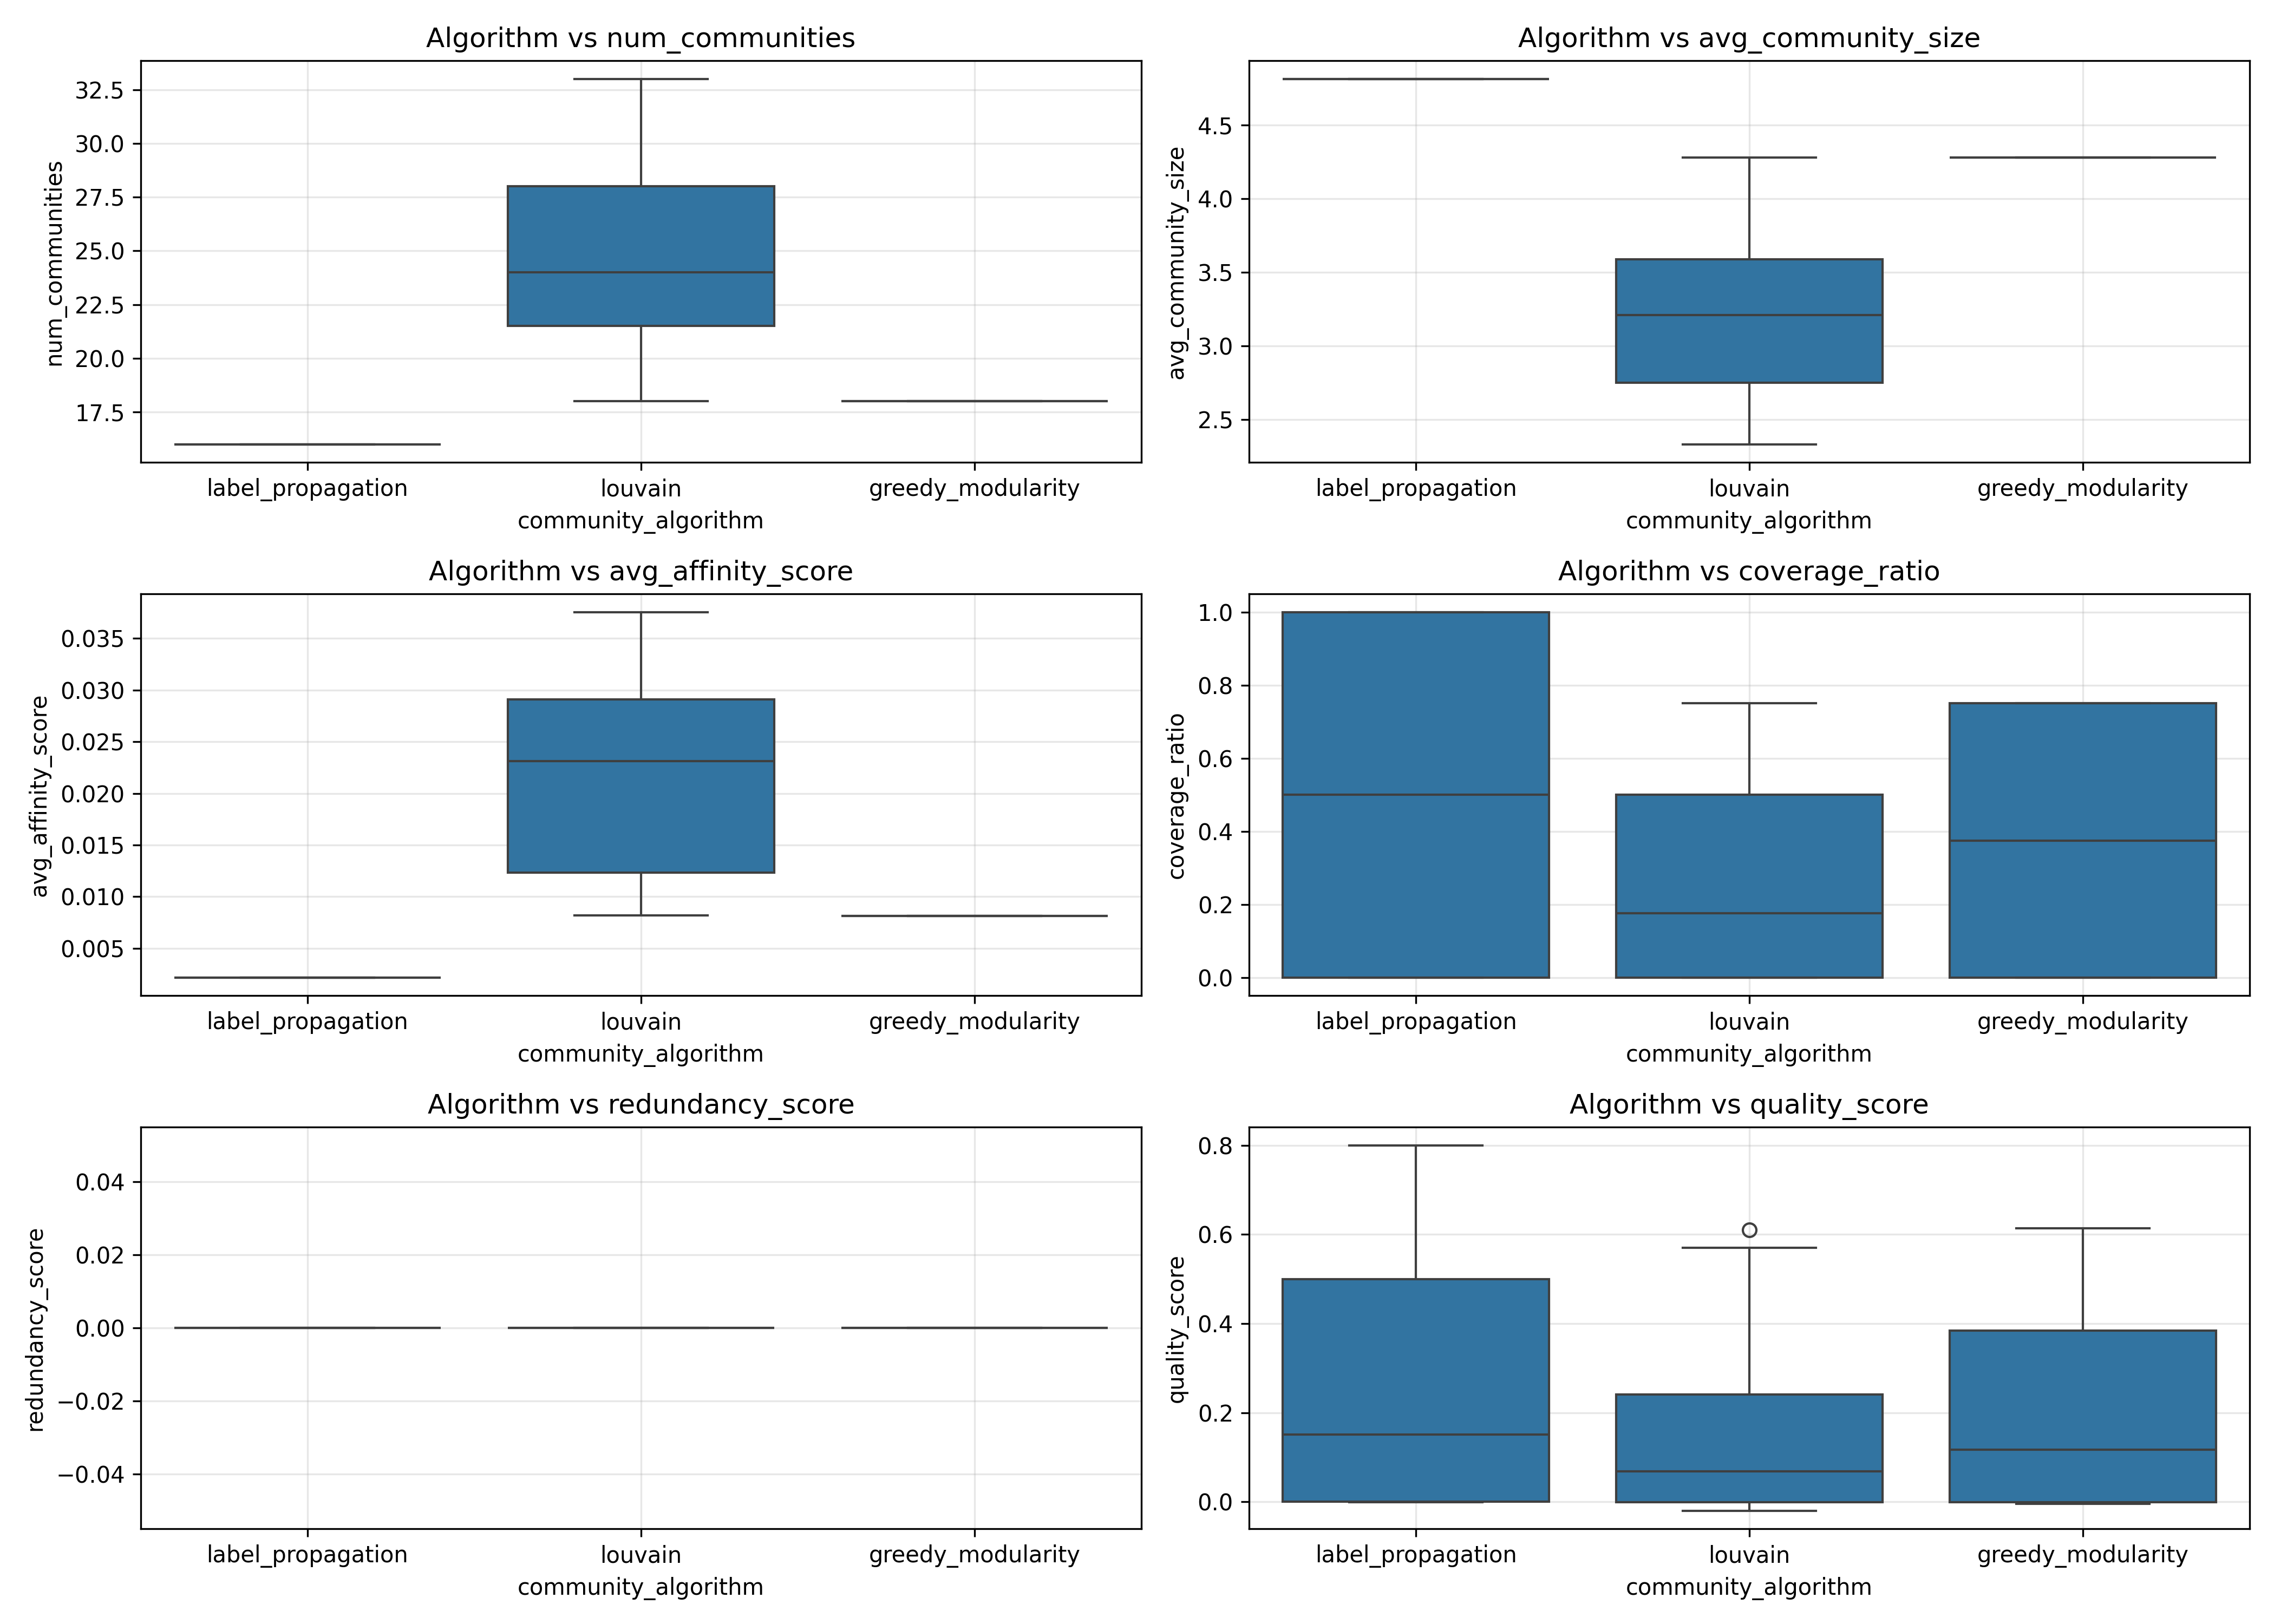 Algorithm vs num_communities
32.5
30.0
27.5
25.0
22.5
20.0
17.5
num_communities
label_propagation louvain greedy_modularity
community_algorithm
Algorithm vs avg_community_size
4.5
4.0
3.5
3.0
2.5
avg_community_size
label_propagation louvain greedy_modularity
community_algorithm
Algorithm vs avg_affinity_score
0.035
0.030
0.025
0.020
0.015
0.010
0.005
avg_affinity_score
label_propagation louvain greedy_modularity
community_algorithm
Algorithm vs coverage_ratio
1.0
0.8
0.6
0.4
0.2
0.0
coverage_ratio
label_propagation louvain greedy_modularity
community_algorithm
Algorithm vs redundancy_score
0.04
0.02
0.00
−0.02
−0.04
redundancy_score
label_propagation louvain greedy_modularity
community_algorithm
Algorithm vs quality_score
0.8
0.6
0.4
0.2
0.0
quality_score
label_propagation louvain greedy_modularity
community_algorithm